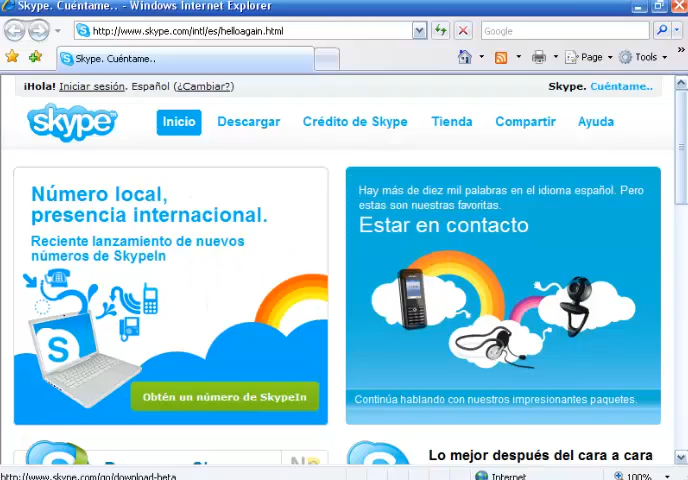 Skype. Cuéntame.. - Windows Internet Explorer
http://www.skype.com/intl/es/helloagain.html
Google
Skype. Cuéntame..
Page
Tools
¡Hola! Iniciar sesión. Español (¿Cambiar?)
Skype. Cuéntame..
skype
Inicio
Descargar
Crédito de Skype
Tienda
Compartir
Ayuda
Número local,
presencia internacional.
Reciente lanzamiento de nuevos
números de SkypeIn
Obtén un número de SkypeIn
Hay más de diez mil palabras en el idioma español. Pero
estas son nuestras favoritas.
Estar en contacto
Continúa hablando con nuestros impresionantes paquetes.
Lo mejor después del cara a cara
http://www.skype.com/go/download-beta
Internet
100%